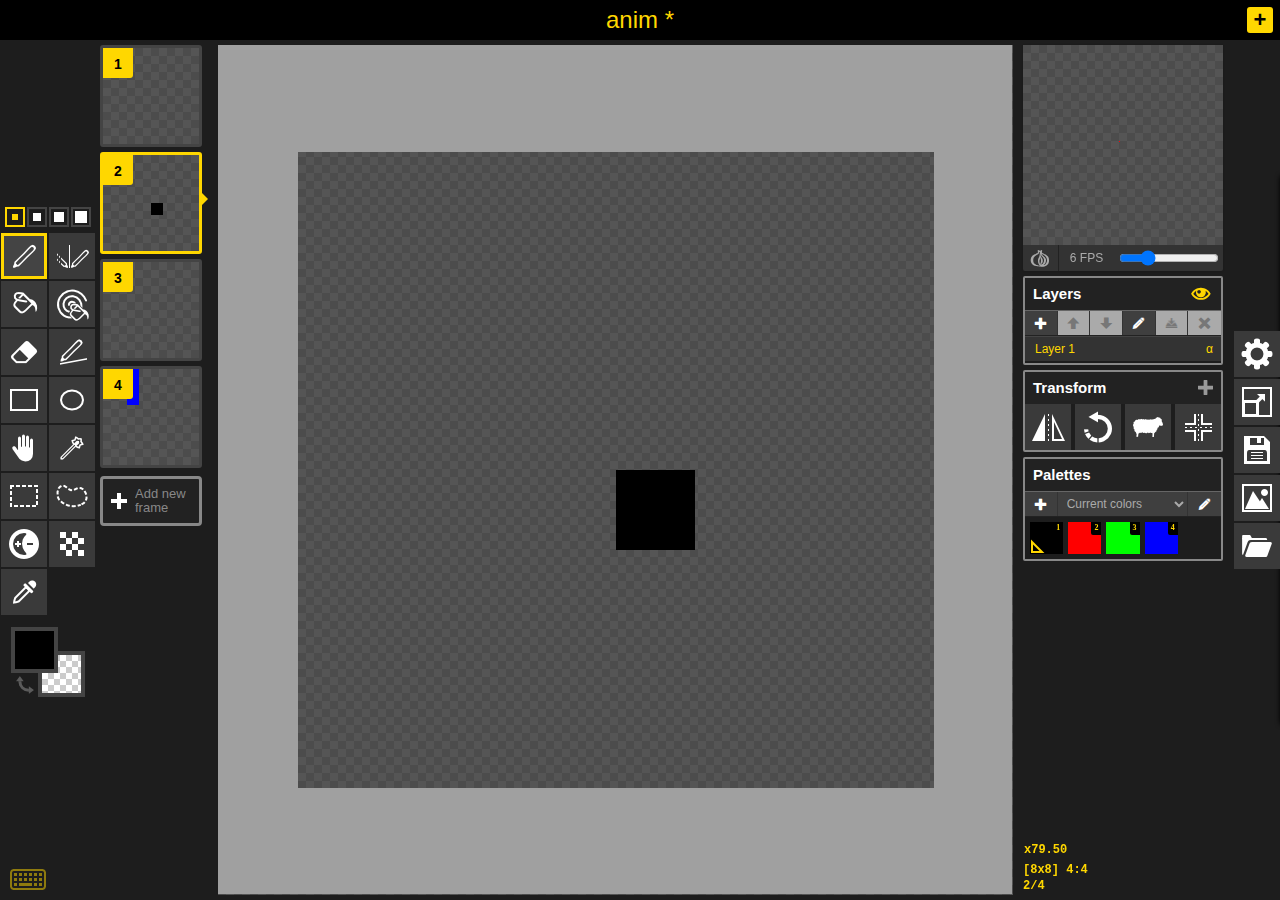 anim *
+
1
2
3
4
Add new
frame
6 FPS
Layers
Layer 1
α
Transform
Palettes
Current colors
1
2
3
4
x79.50
[8x8] 4:4
2/4